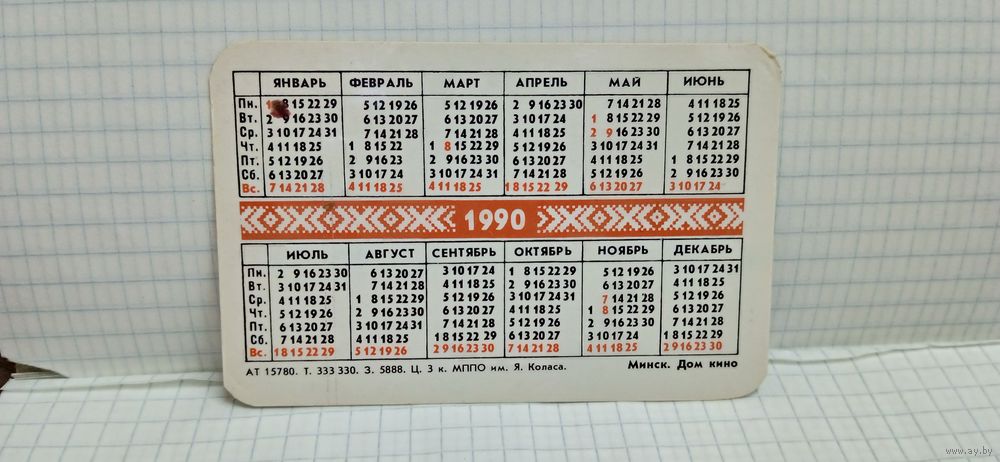 ЯНВАРЬ ФЕВРАЛЬ МАРТ АПРЕЛЬ МАЙ ИЮНЬ
Пн. 1 8 15 22 29 5 12 19 26 5 12 19 26 2 9 16 23 30 7 14 21 28 4 11 18 25
Вт. 2 9 16 23 30 6 13 20 27 6 13 20 27 3 10 17 24 1 8 15 22 29 5 12 19 26
Ср. 3 10 17 24 31 7 14 21 28 7 14 21 28 4 11 18 25 2 9 16 23 30 6 13 20 27
Чт. 4 11 18 25 1 8 15 22 1 8 15 22 29 5 12 19 26 3 10 17 24 31 7 14 21 28
Пт. 5 12 19 26 2 9 16 23 2 9 16 23 30 6 13 20 27 4 11 18 25 1 8 15 22 29
Сб. 6 13 20 27 3 10 17 24 3 10 17 24 31 7 14 21 28 5 12 19 26 2 9 16 23 30
Вс. 7 14 21 28 4 11 18 25 4 11 18 25 1 8 15 22 29 6 13 20 27 3 10 17 24
1990
ИЮЛЬ АВГУСТ СЕНТЯБРЬ ОКТЯБРЬ НОЯБРЬ ДЕКАБРЬ
Пн. 2 9 16 23 30 6 13 20 27 3 10 17 24 1 8 15 22 29 5 12 19 26 3 10 17 24 31
Вт. 3 10 17 24 31 7 14 21 28 4 11 18 25 2 9 16 23 30 6 13 20 27 4 11 18 25
Ср. 4 11 18 25 1 8 15 22 29 5 12 19 26 3 10 17 24 31 7 14 21 28 5 12 19 26
Чт. 5 12 19 26 2 9 16 23 30 6 13 20 27 4 11 18 25 1 8 15 22 29 6 13 20 27
Пт. 6 13 20 27 3 10 17 24 31 7 14 21 28 5 12 19 26 2 9 16 23 30 7 14 21 28
Сб. 7 14 21 28 4 11 18 25 1 8 15 22 29 6 13 20 27 3 10 17 24 1 8 15 22 29
Вс. 1 8 15 22 29 5 12 19 26 2 9 16 23 30 7 14 21 28 4 11 18 25 2 9 16 23 30
АТ 15780. Т. 333 330. З. 5888. Ц. 3 к. МППО им. Я. Коласа. Минск. Дом кино
www.ay.by